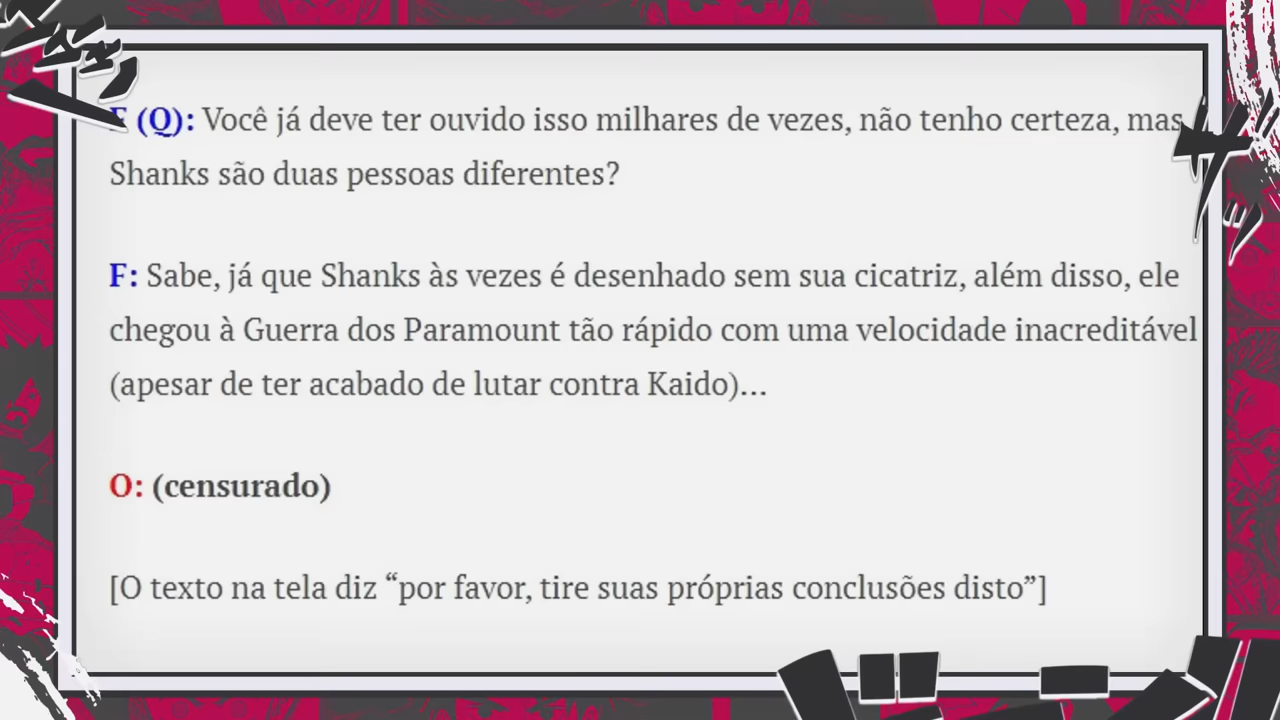 F (Q): Você já deve ter ouvido isso milhares de vezes, não tenho certeza, mas
Shanks são duas pessoas diferentes?
F: Sabe, já que Shanks às vezes é desenhado sem sua cicatriz, além disso, ele
chegou à Guerra dos Paramount tão rápido com uma velocidade inacreditável
(apesar de ter acabado de lutar contra Kaido)...
O: (censurado)
[O texto na tela diz “por favor, tire suas próprias conclusões disto”]